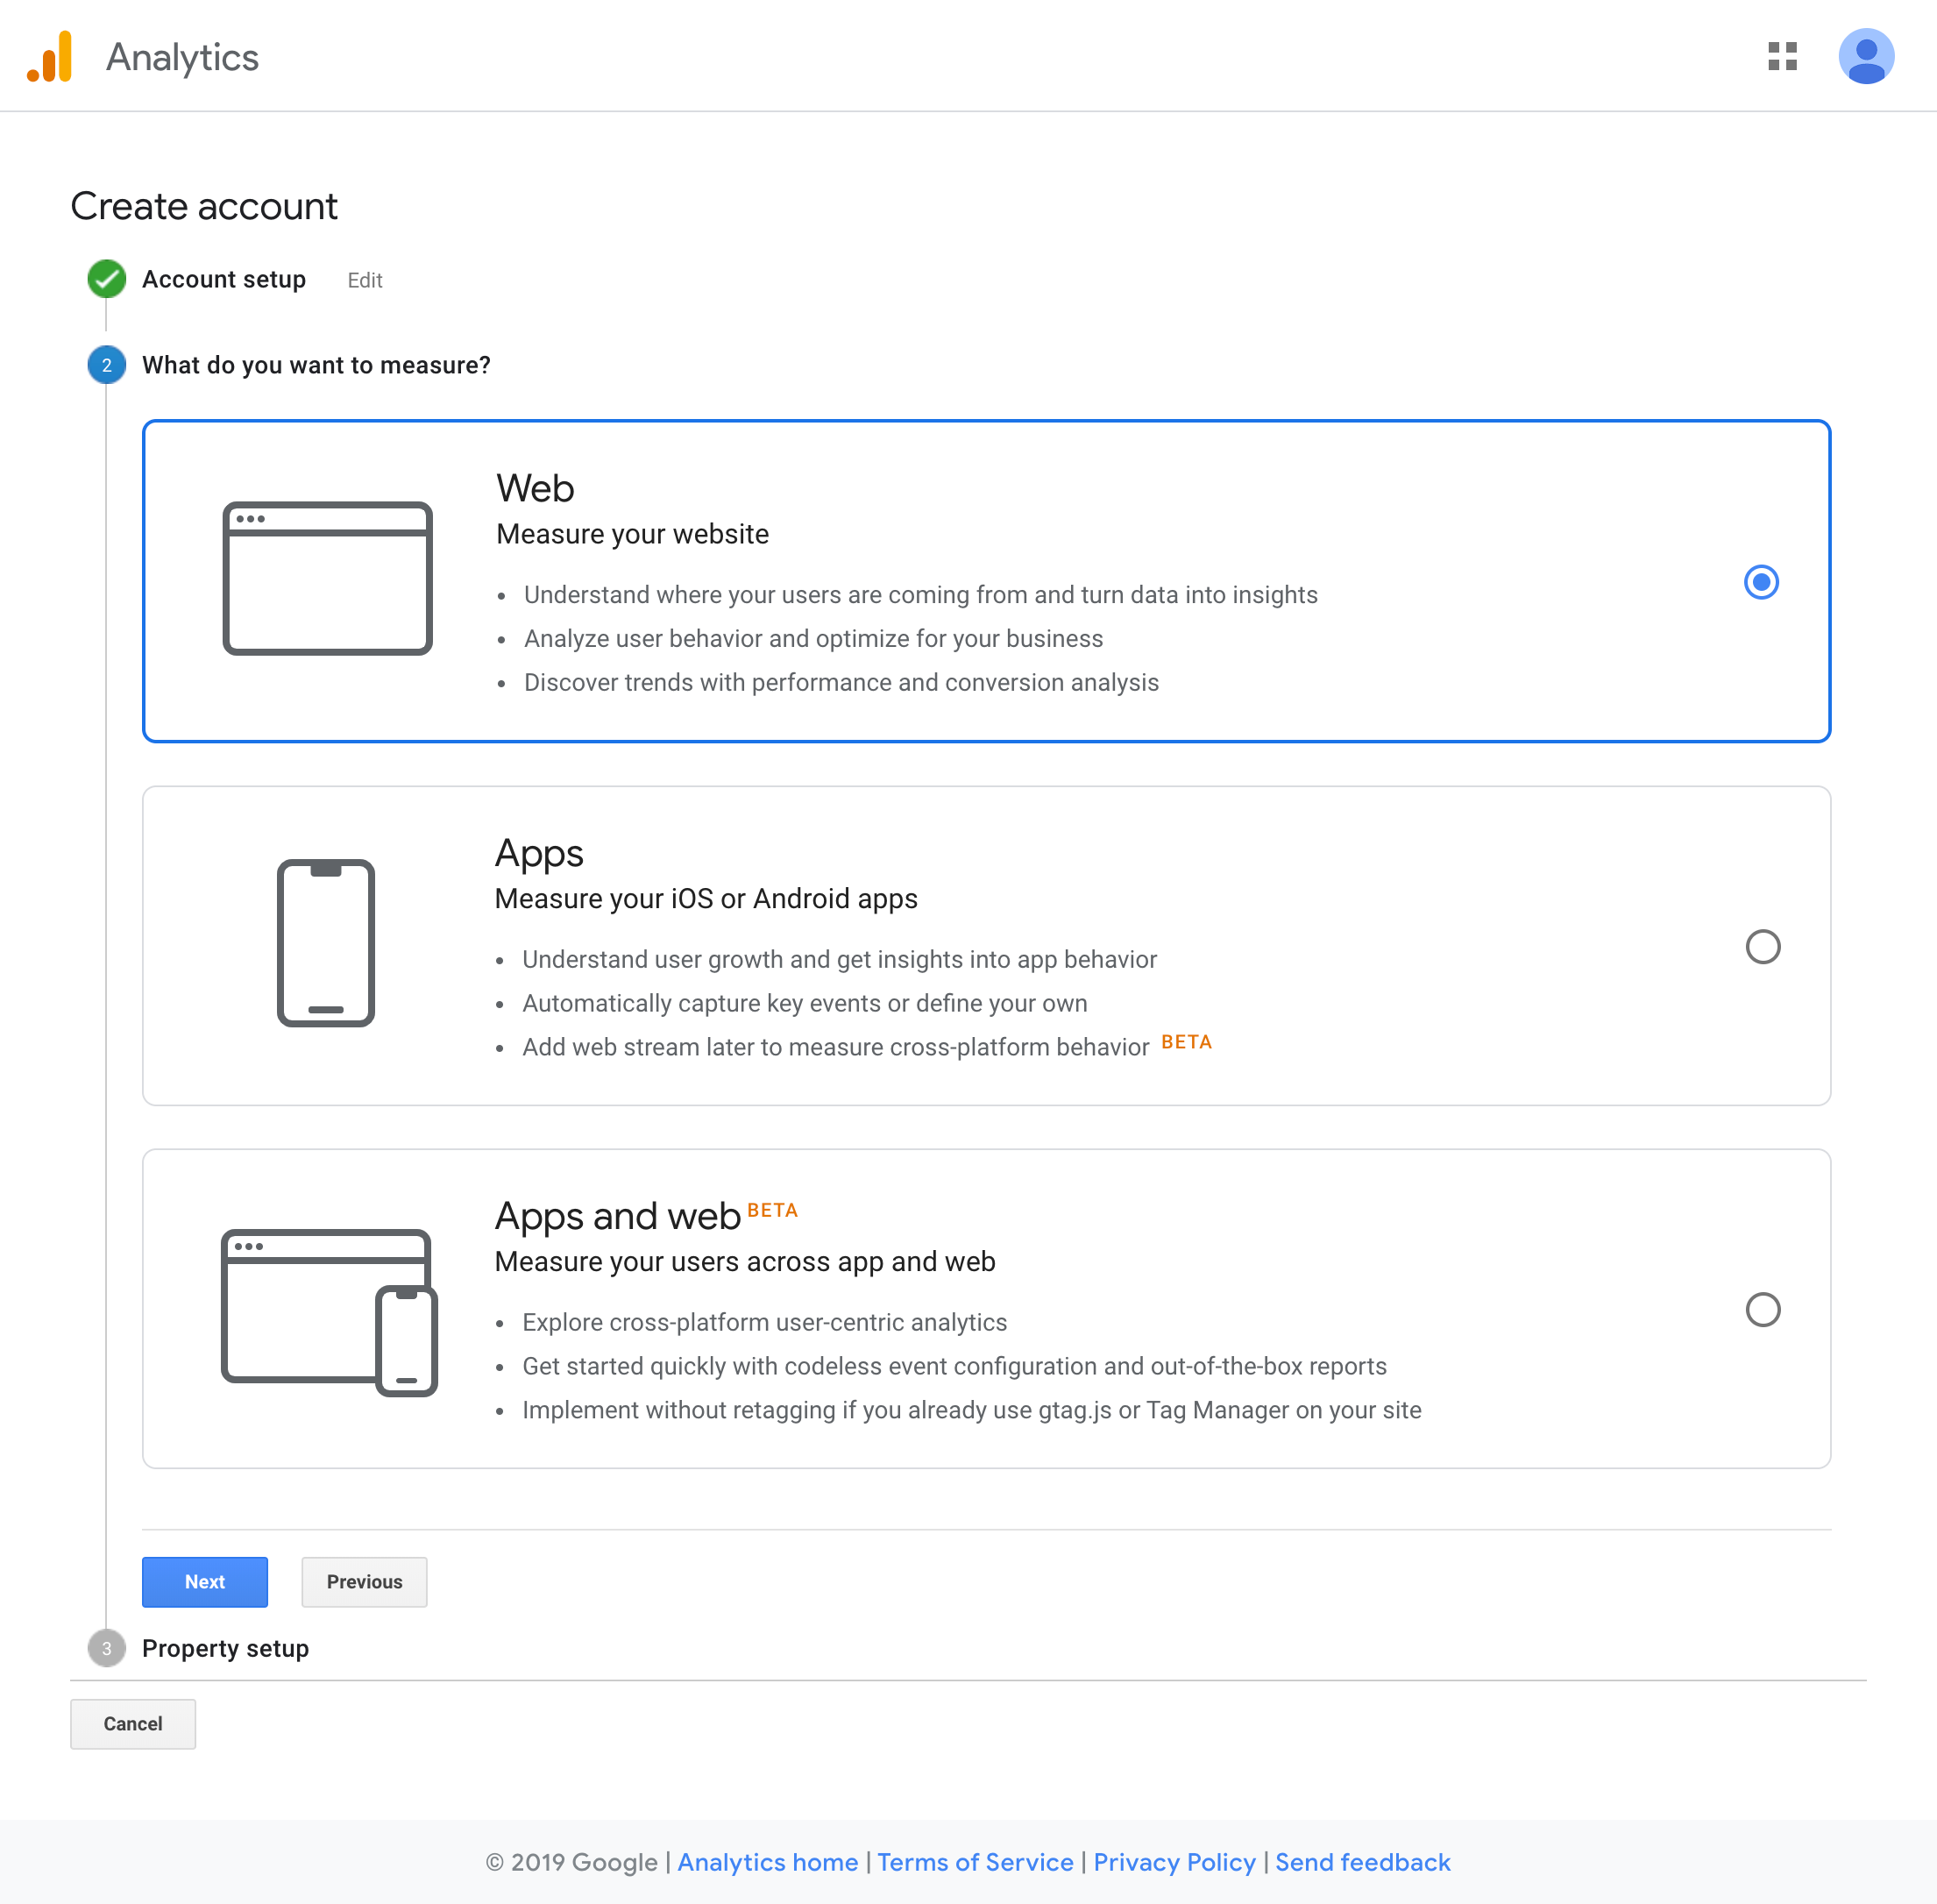 Analytics
Create account
Account setup Edit
2 What do you want to measure?
Web
Measure your website
• Understand where your users are coming from and turn data into insights
• Analyze user behavior and optimize for your business
• Discover trends with performance and conversion analysis
Apps
Measure your iOS or Android apps
• Understand user growth and get insights into app behavior
• Automatically capture key events or define your own
• Add web stream later to measure cross-platform behavior BETA
Apps and web BETA
Measure your users across app and web
• Explore cross-platform user-centric analytics
• Get started quickly with codeless event configuration and out-of-the-box reports
• Implement without retagging if you already use gtag.js or Tag Manager on your site
Next Previous
3 Property setup
Cancel
© 2019 Google | Analytics home | Terms of Service | Privacy Policy | Send feedback